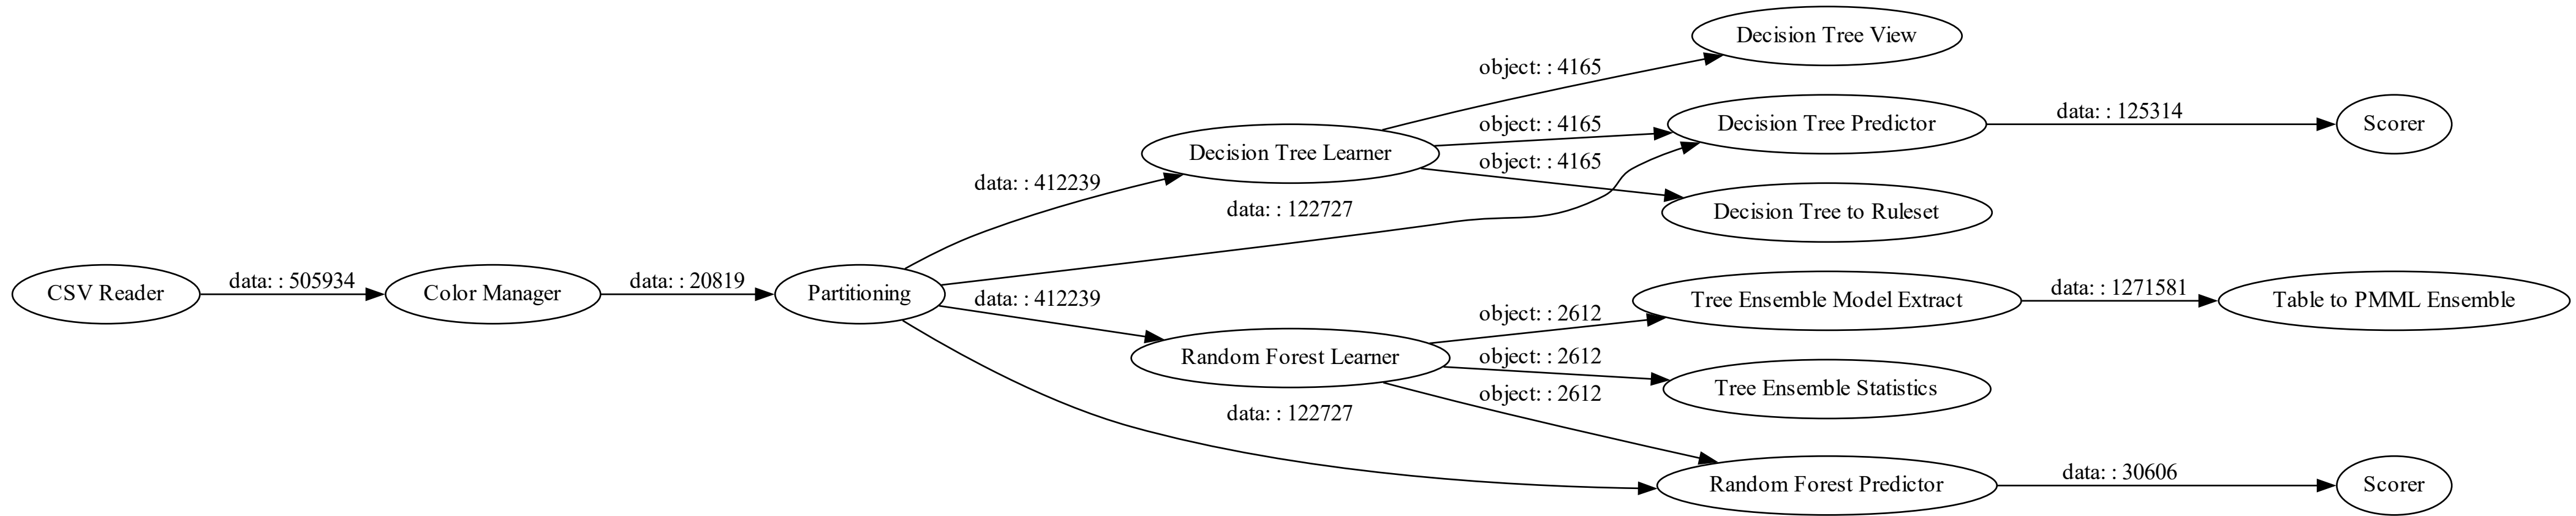 Decision Tree View
object: : 4165
Decision Tree Predictor
data: : 125314
Scorer
object: : 4165
Decision Tree Learner
object: : 4165
data: : 412239
Decision Tree to Ruleset
data: : 122727
CSV Reader
data: : 505934
Color Manager
data: : 20819
Partitioning
data: : 412239
Tree Ensemble Model Extract
data: : 1271581
Table to PMML Ensemble
object: : 2612
Random Forest Learner
object: : 2612
Tree Ensemble Statistics
object: : 2612
data: : 122727
Random Forest Predictor
data: : 30606
Scorer